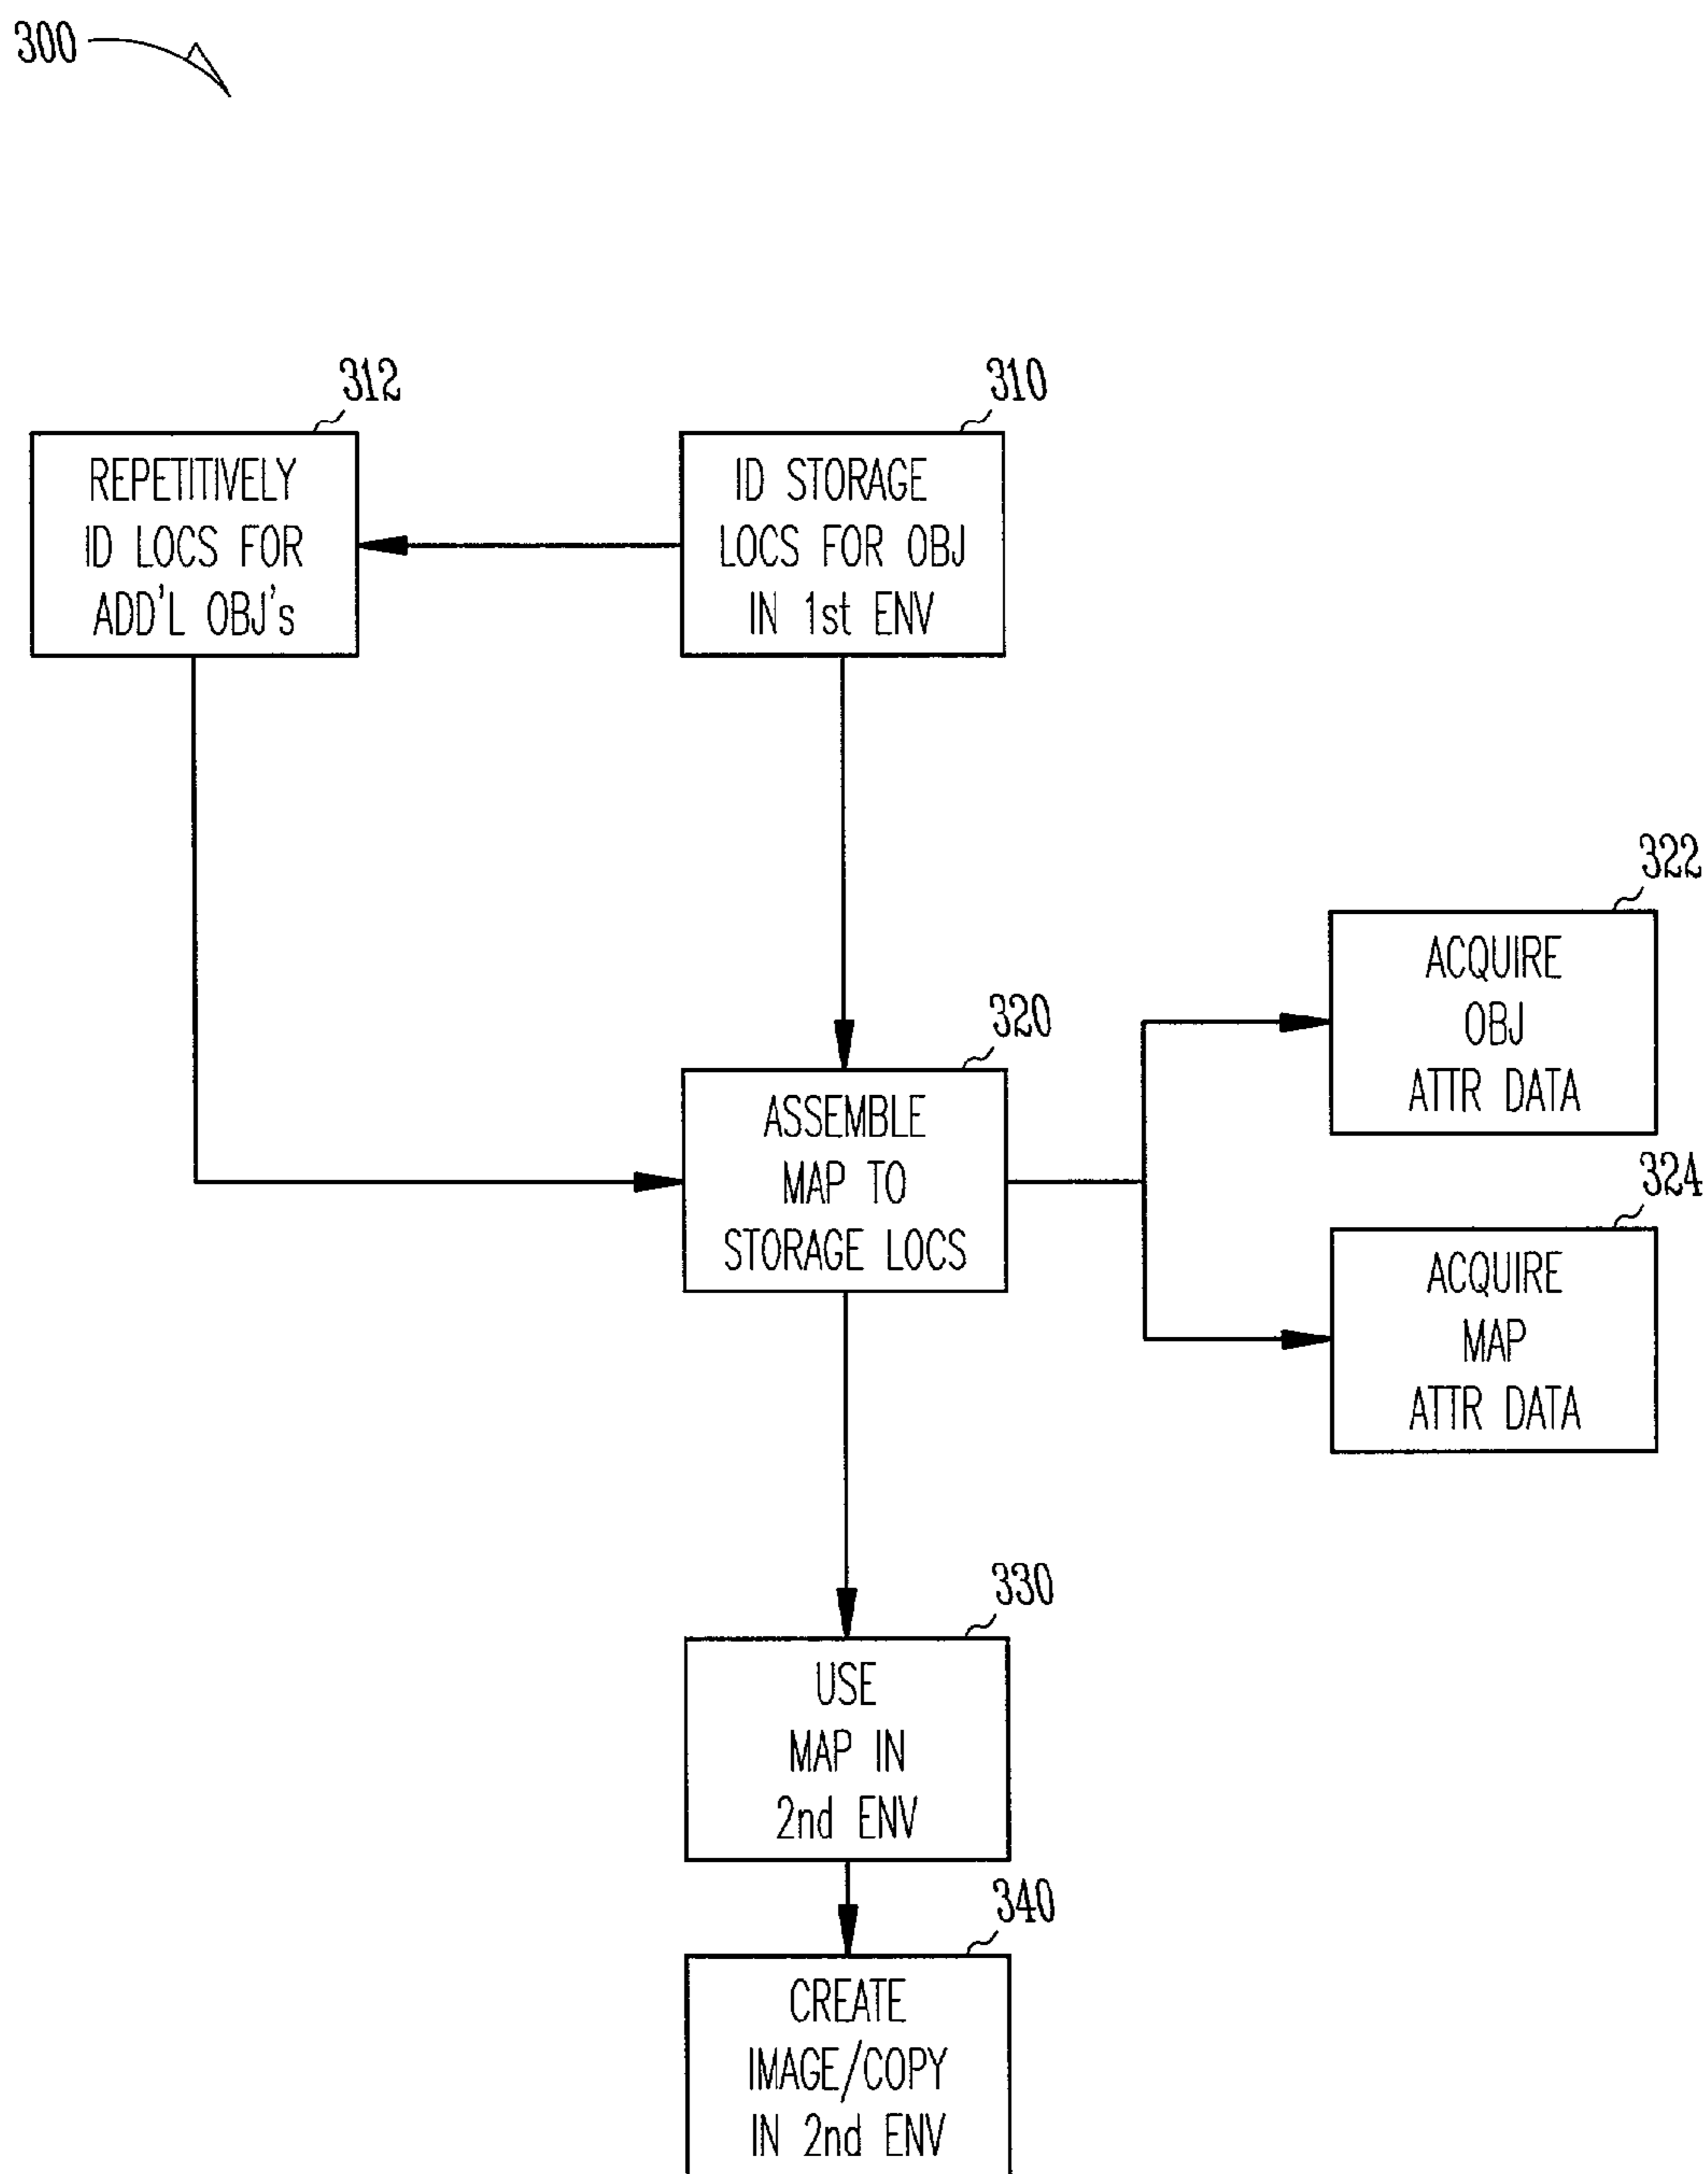 300
312
REPETITIVELY
ID LOCS FOR
ADD'L OBJ's
310
ID STORAGE
LOCS FOR OBJ
IN 1st ENV
320
ASSEMBLE
MAP TO
STORAGE LOCS
322
ACQUIRE
OBJ
ATTR DATA
324
ACQUIRE
MAP
ATTR DATA
330
USE
MAP IN
2nd ENV
340
CREATE
IMAGE/COPY
IN 2nd ENV